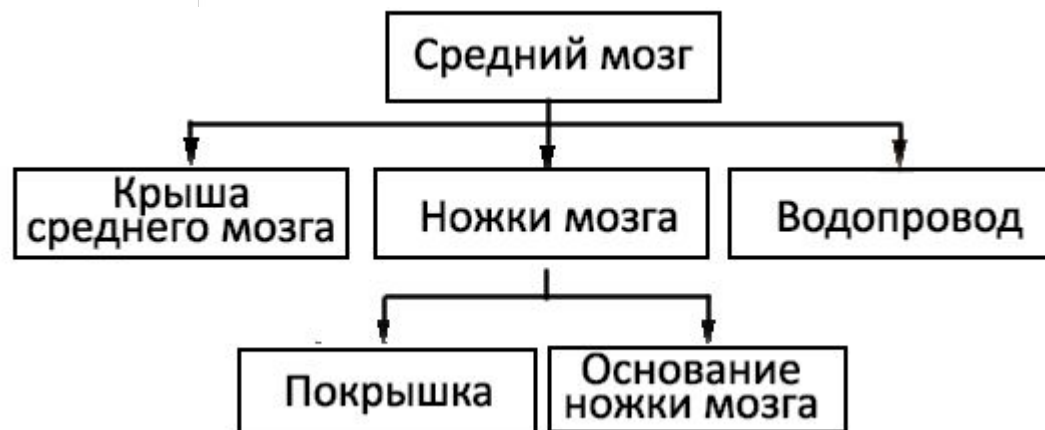 Средний мозг
Крыша
среднего мозга
Ножки мозга
Водопровод
Покрышка
Основание
ножки мозга